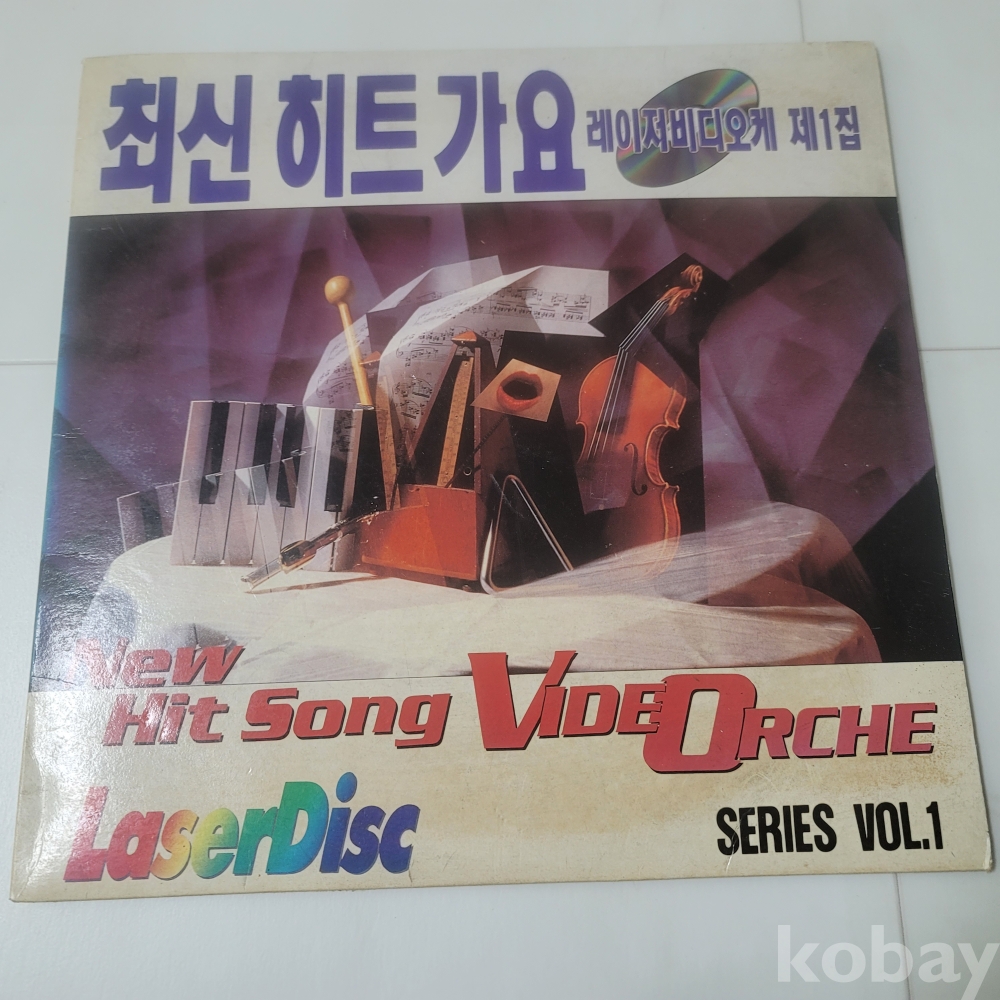 최신 히트 가요 레이져비디오케 제1집
New
Hit Song VIDEORCHE
LaserDisc
SERIES VOL.1
kobay